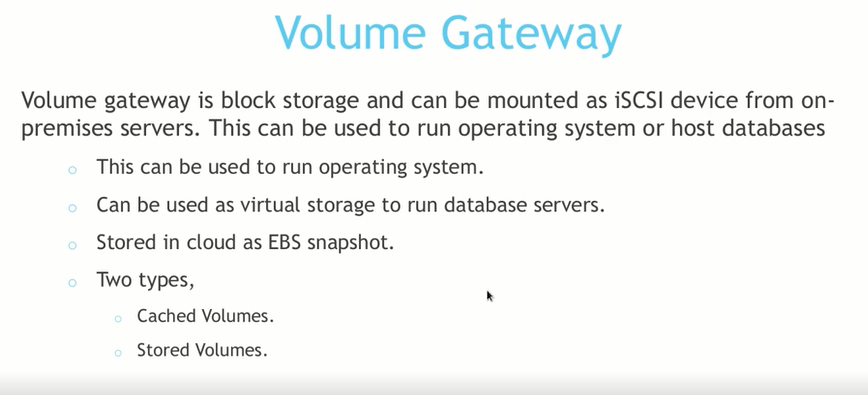 Volume Gateway
Volume gateway is block storage and can be mounted as iSCSI device from on-
premises servers. This can be used to run operating system or host databases
This can be used to run operating system.
Can be used as virtual storage to run database servers.
Stored in cloud as EBS snapshot.
Two types,
Cached Volumes.
Stored Volumes.